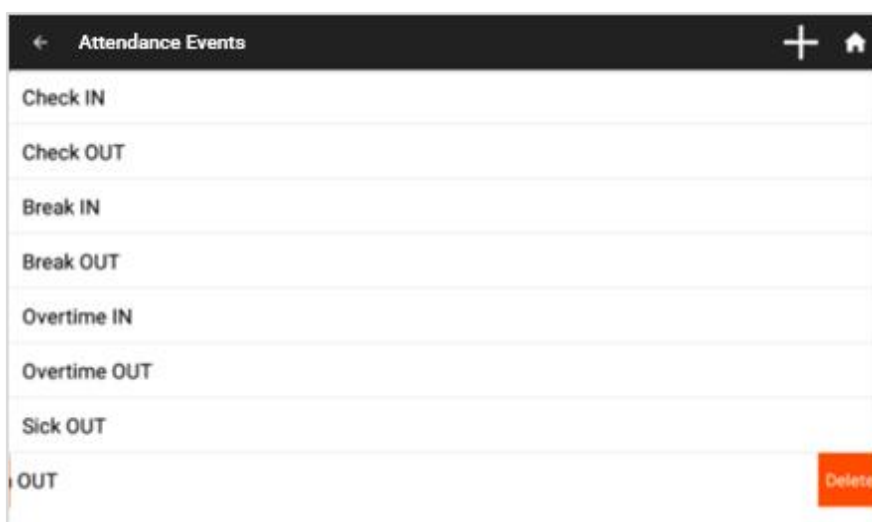 Attendance Events
Check IN
Check OUT
Break IN
Break OUT
Overtime IN
Overtime OUT
Sick OUT
OUT
Delete